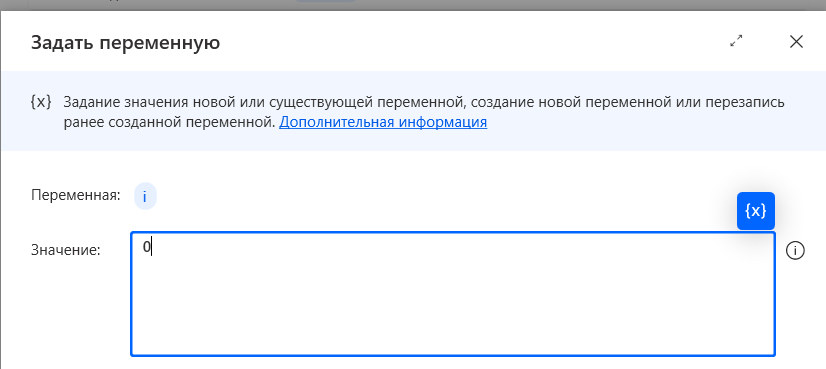 Задать переменную
{x} Задание значения новой или существующей переменной, создание новой переменной или перезапись
ранее созданной переменной. Дополнительная информация
Переменная: i
{x}
Значение: 0